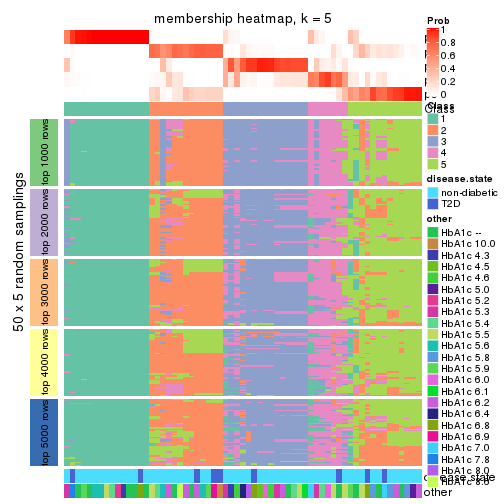 membership heatmap, k = 5
50 x 5 random samplings
top 1000 rows
top 2000 rows
top 3000 rows
top 4000 rows
top 5000 rows
Prob
1
0.8
0.6
0.4
0.2
0
Class
Class
1
2
3
4
5
disease.state
non-diabetic
T2D
other
HbA1c --
HbA1c 10.0
HbA1c 4.3
HbA1c 4.5
HbA1c 4.6
HbA1c 5.0
HbA1c 5.2
HbA1c 5.3
HbA1c 5.4
HbA1c 5.5
HbA1c 5.6
HbA1c 5.8
HbA1c 5.9
HbA1c 6.0
HbA1c 6.1
HbA1c 6.2
HbA1c 6.4
HbA1c 6.8
HbA1c 6.9
HbA1c 7.0
HbA1c 7.8
HbA1c 8.0
HbA1c 8.6
other